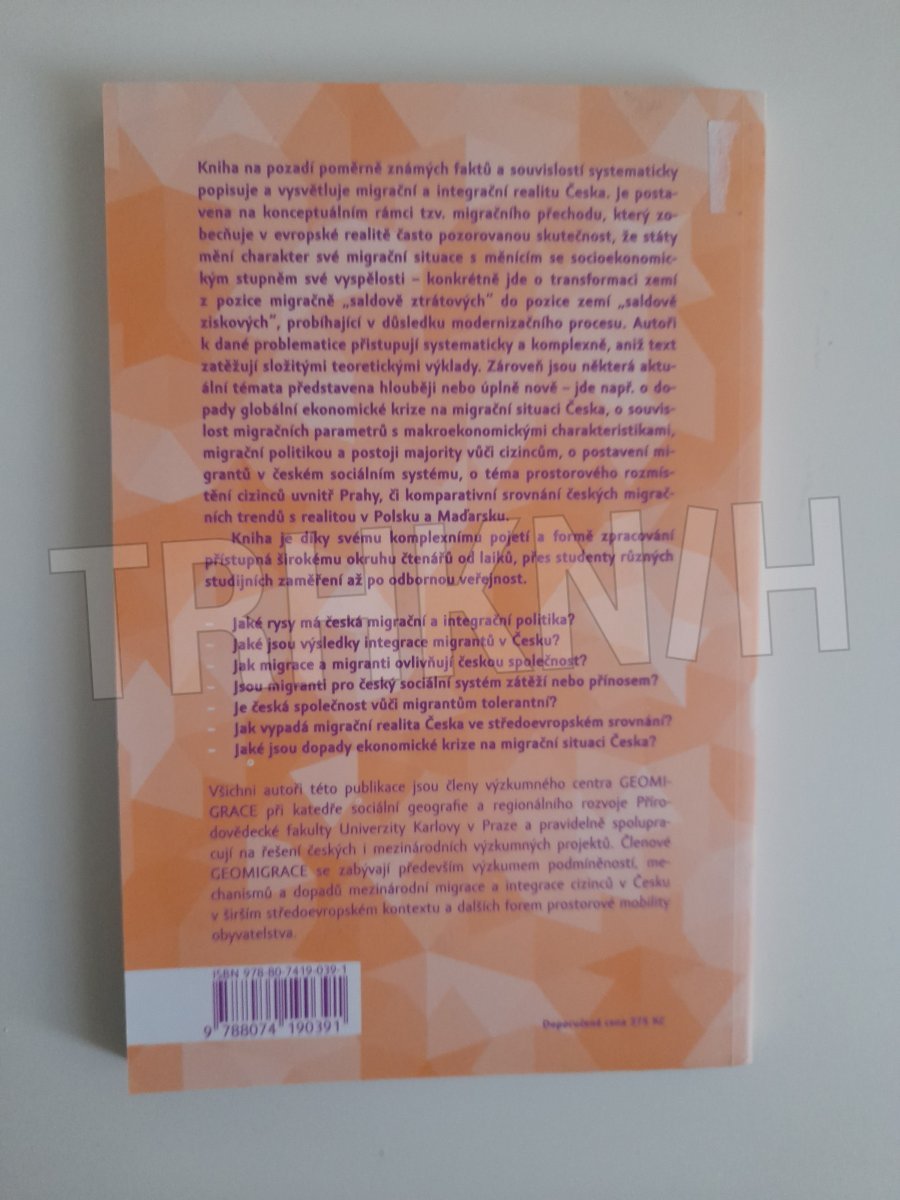 Kniha na pozadí poměrně známých faktů a souvislostí systematicky
popisuje a vysvětluje migrační a integrační realitu Česka. Je posta-
vena na konceptuálním rámci tzv. migračního přechodu, který zo-
becňuje v evropské realitě často pozorovanou skutečnost, že státy
mění charakter své migrační situace s měnícím se socioekonomic-
kým stupněm své vyspělosti – konkrétně jde o transformaci zemí
z pozice migračně „saldově ztrátových" do pozice zemí „saldově
ziskových", probíhající v důsledku modernizačního procesu. Autoři
k dané problematice přistupují systematicky a komplexně, aniž text
zatěžují složitými teoretickými výklady. Zároveň jsou některá aktu-
ální témata představena hlouběji nebo úplně nově – jde např. o do-
pady globální ekonomické krize na migrační situaci Česka, o souvis-
lost migračních parametrů s makroekonomickými charakteristikami,
migrační politikou a postoji majority vůči cizincům, o postavení mi-
grantů v českém sociálním systému, o téma prostorového rozmís-
tění cizinců uvnitř Prahy, či komparativní srovnání českých migrač-
ních trendů s realitou v Polsku a Maďarsku.
Kniha je díky svému komplexnímu pojetí a formě zpracování
přístupná širokému okruhu čtenářů od laiků, přes studenty různých
studijních zaměření až po odbornou veřejnost.
- Jaké rysy má česká migrační a integrační politika?
- Jaké jsou výsledky integrace migrantů v Česku?
- Jak migrace a migranti ovlivňují českou společnost?
- Jsou migranti pro český sociální systém zátěží nebo přínosem?
- Je česká společnost vůči migrantům tolerantní?
- Jak vypadá migrační realita Česka ve středoevropském srovnání?
- Jaké jsou dopady ekonomické krize na migrační situaci Česka?
Všichni autoři této publikace jsou členy výzkumného centra GEOMI-
GRACE při katedře sociální geografie a regionálního rozvoje Příro-
dovědecké fakulty Univerzity Karlovy v Praze a pravidelně spolupra-
cují na řešení českých i mezinárodních výzkumných projektů. Členové
GEOMIGRACE se zabývají především výzkumem podmíněností, me-
chanismů a dopadů mezinárodní migrace a integrace cizinců v Česku
v širším středoevropském kontextu a dalších forem prostorové mobility
obyvatelstva.
ISBN 978-80-7419-039-1
9 788074 190391
Doporučená cena 375 Kč
TRHKNIH